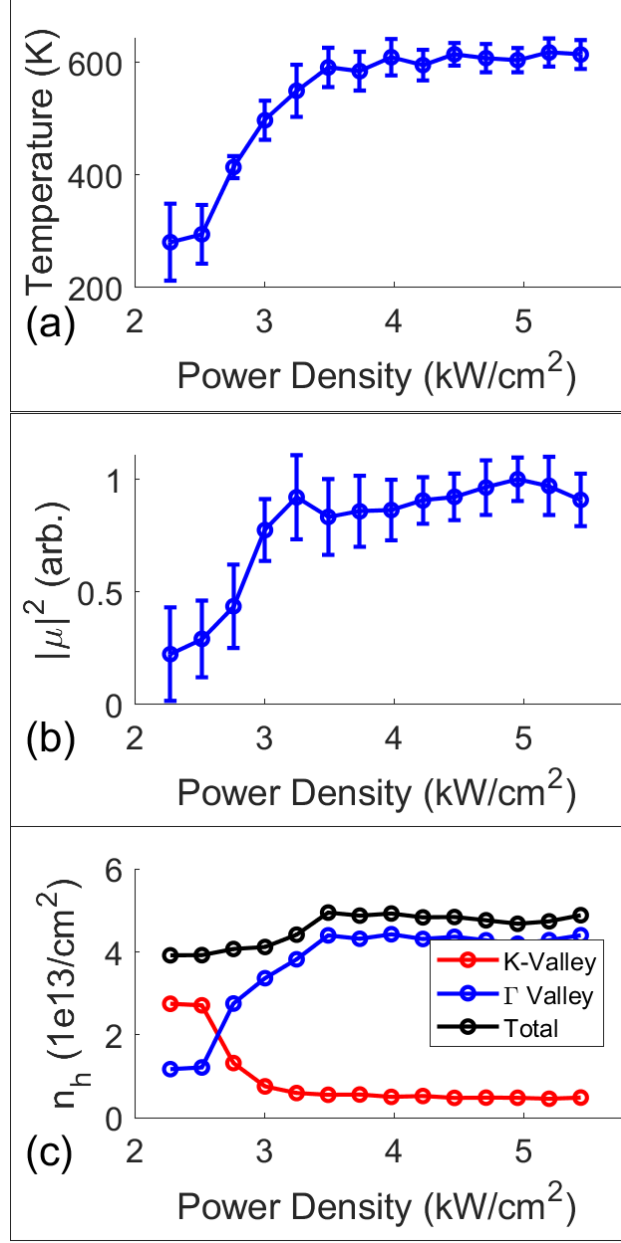 Temperature (K)
600
400
200
2 3 4 5
(a)
Power Density (kW/cm²)
|μ|² (arb.)
1
0.5
0
2 3 4 5
(b)
Power Density (kW/cm²)
n_h (1e13/cm²)
6
4
2
0
K-Valley
Γ Valley
Total
2 3 4 5
(c)
Power Density (kW/cm²)